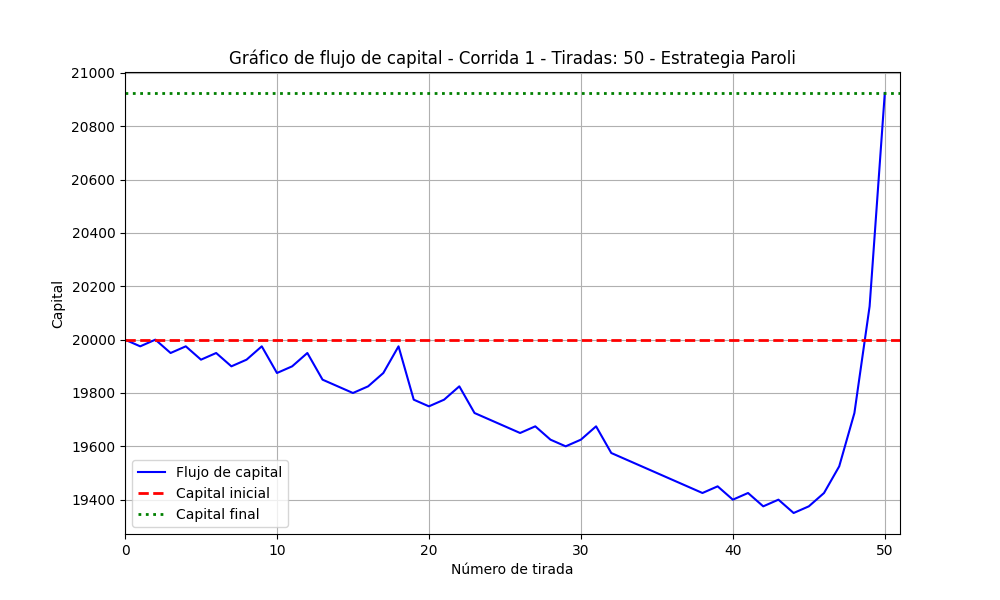 Gráfico de flujo de capital - Corrida 1 - Tiradas: 50 - Estrategia Paroli
21000
20800
20600
20400
20200
20000
19800
19600
19400
Capital
Flujo de capital
Capital inicial
Capital final
0 10 20 30 40 50
Número de tirada